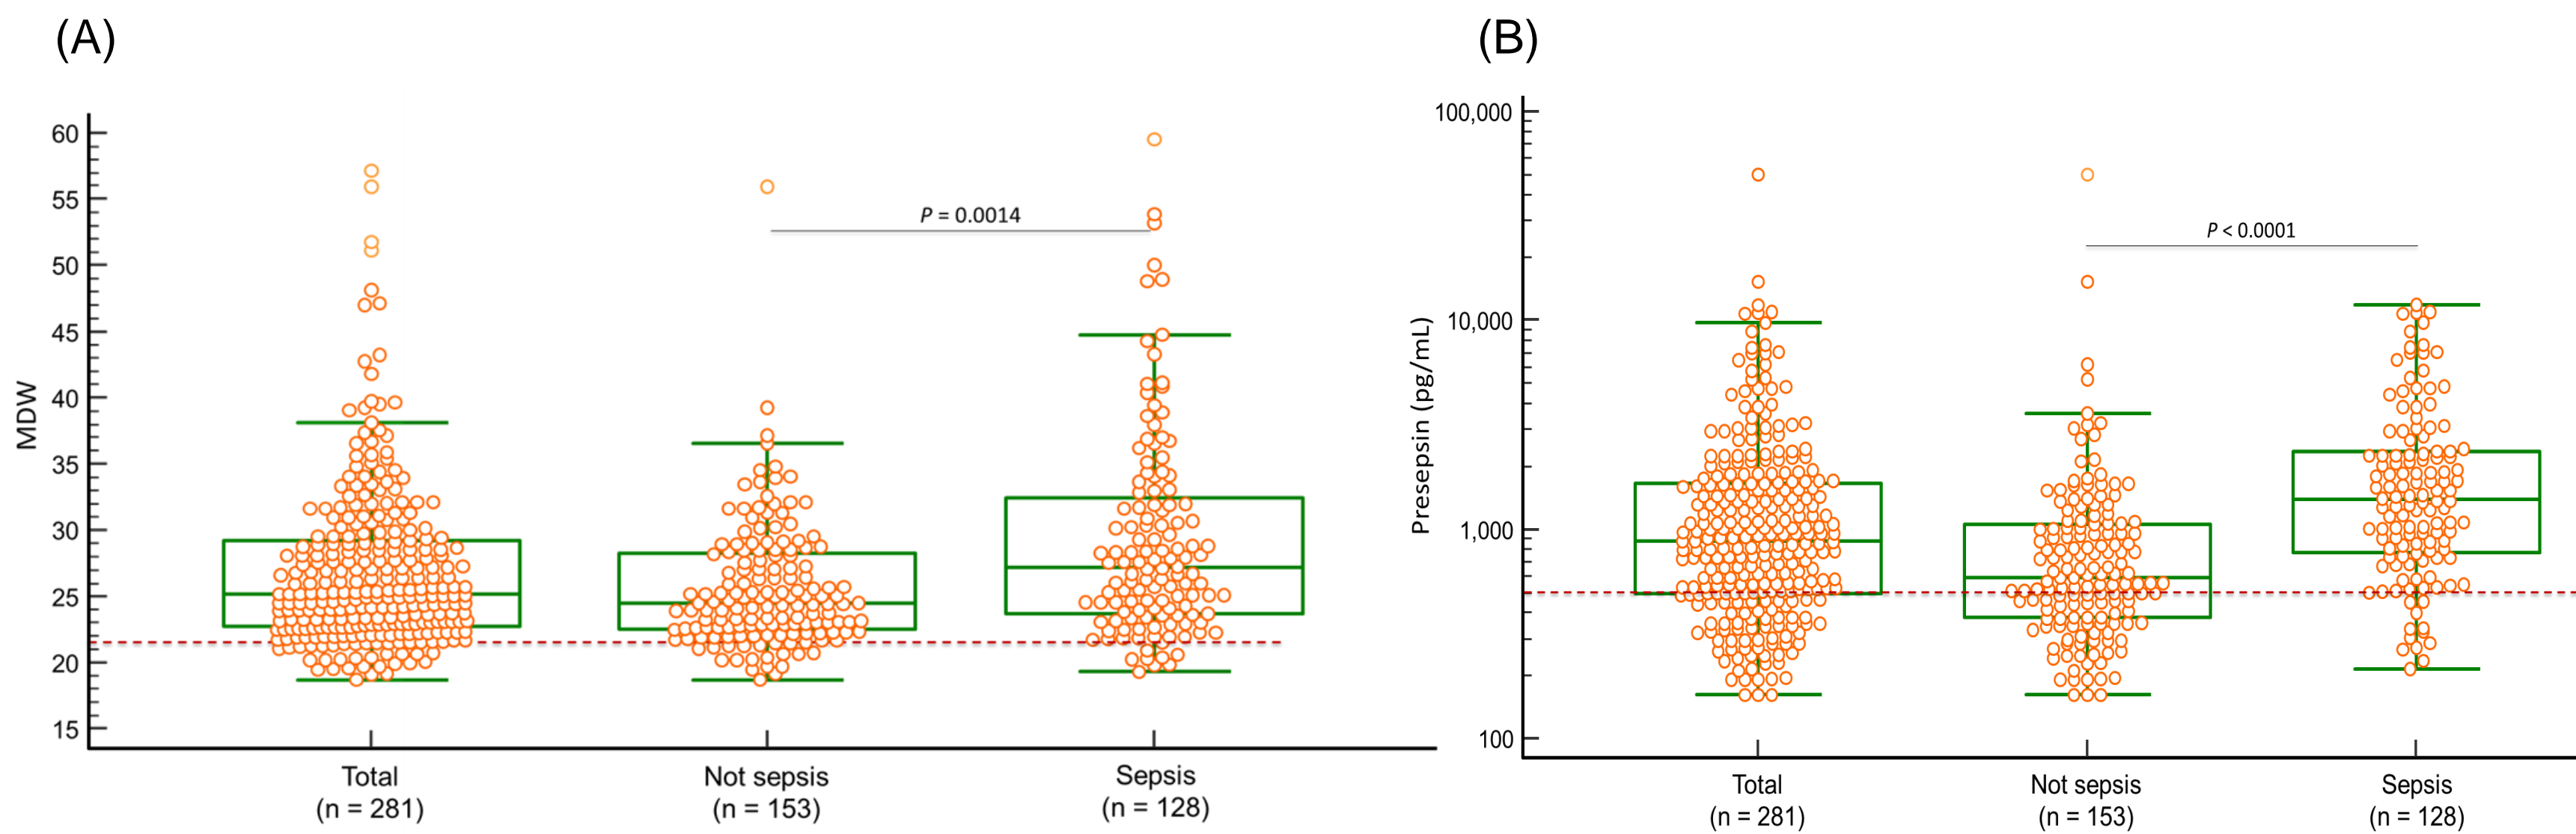 (A)
60
55
50
45
40
35
30
25
20
15
MDW
P = 0.0014
Total
(n = 281)
Not sepsis
(n = 153)
Sepsis
(n = 128)
(B)
100,000
10,000
1,000
100
Presepsin (pg/mL)
P < 0.0001
Total
(n = 281)
Not sepsis
(n = 153)
Sepsis
(n = 128)